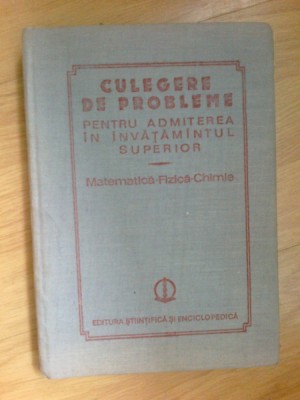 CULEGERE
DE PROBLEME
PENTRU ADMITEREA
ÎN ÎNVĂȚĂMÎNTUL
SUPERIOR
Matematică-Fizică-Chimie
EDITURA ȘTIINȚIFICĂ ȘI ENCICLOPEDICĂ